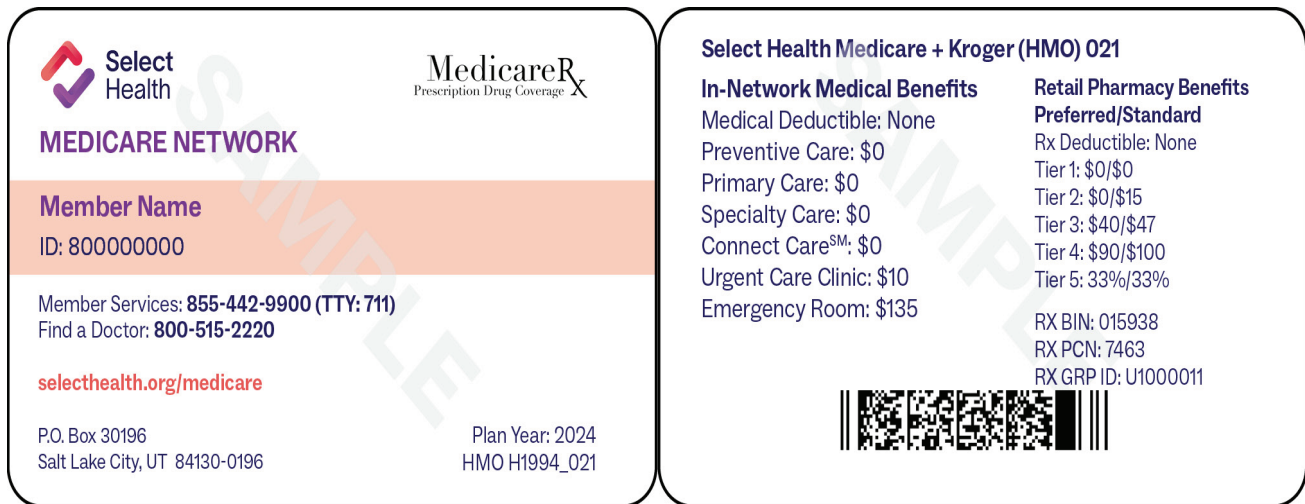 Select
Health
MedicareRx
Prescription Drug Coverage
MEDICARE NETWORK
Member Name
ID: 800000000
Member Services: 855-442-9900 (TTY: 711)
Find a Doctor: 800-515-2220
selecthealth.org/medicare
P.O. Box 30196
Salt Lake City, UT 84130-0196
Plan Year: 2024
HMO H1994_021
SAMPLE
Select Health Medicare + Kroger (HMO) 021
In-Network Medical Benefits
Medical Deductible: None
Preventive Care: $0
Primary Care: $0
Specialty Care: $0
Connect Care℠: $0
Urgent Care Clinic: $10
Emergency Room: $135
Retail Pharmacy Benefits
Preferred/Standard
Rx Deductible: None
Tier 1: $0/$0
Tier 2: $0/$15
Tier 3: $40/$47
Tier 4: $90/$100
Tier 5: 33%/33%
RX BIN: 015938
RX PCN: 7463
RX GRP ID: U1000011
SAMPLE